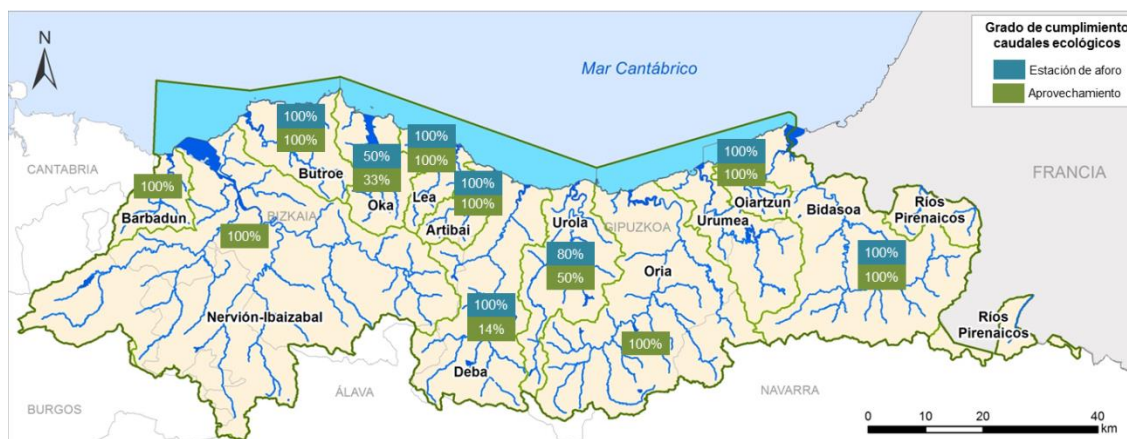 Grado de cumplimiento
caudales ecológicos
Estación de aforo
Aprovechamiento
N
Mar Cantábrico
CANTABRIA
FRANCIA
BIZKAIA
GIPUZKOA
ÁLAVA
NAVARRA
BURGOS
100%
100%
Butroe
50%
33%
Oka
100%
100%
Lea
100%
100%
Artibai
100%
Barbadun
100%
Nervión-Ibaizabal
100%
14%
Deba
Urola
80%
50%
Oria
100%
Urumea
100%
100%
Oiartzun
Bidasoa
100%
100%
Ríos
Pirenaicos
Ríos
Pirenaicos
0 10 20 40
km